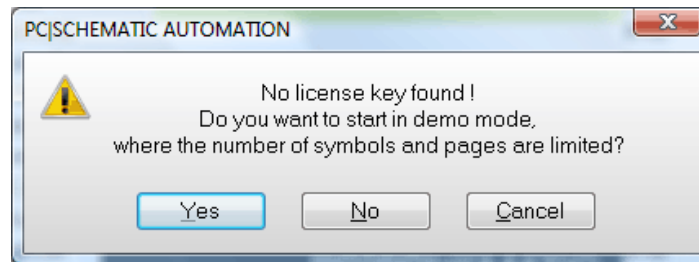 PC|SCHEMATIC AUTOMATION
No license key found !
Do you want to start in demo mode,
where the number of symbols and pages are limited?
Yes
No
Cancel